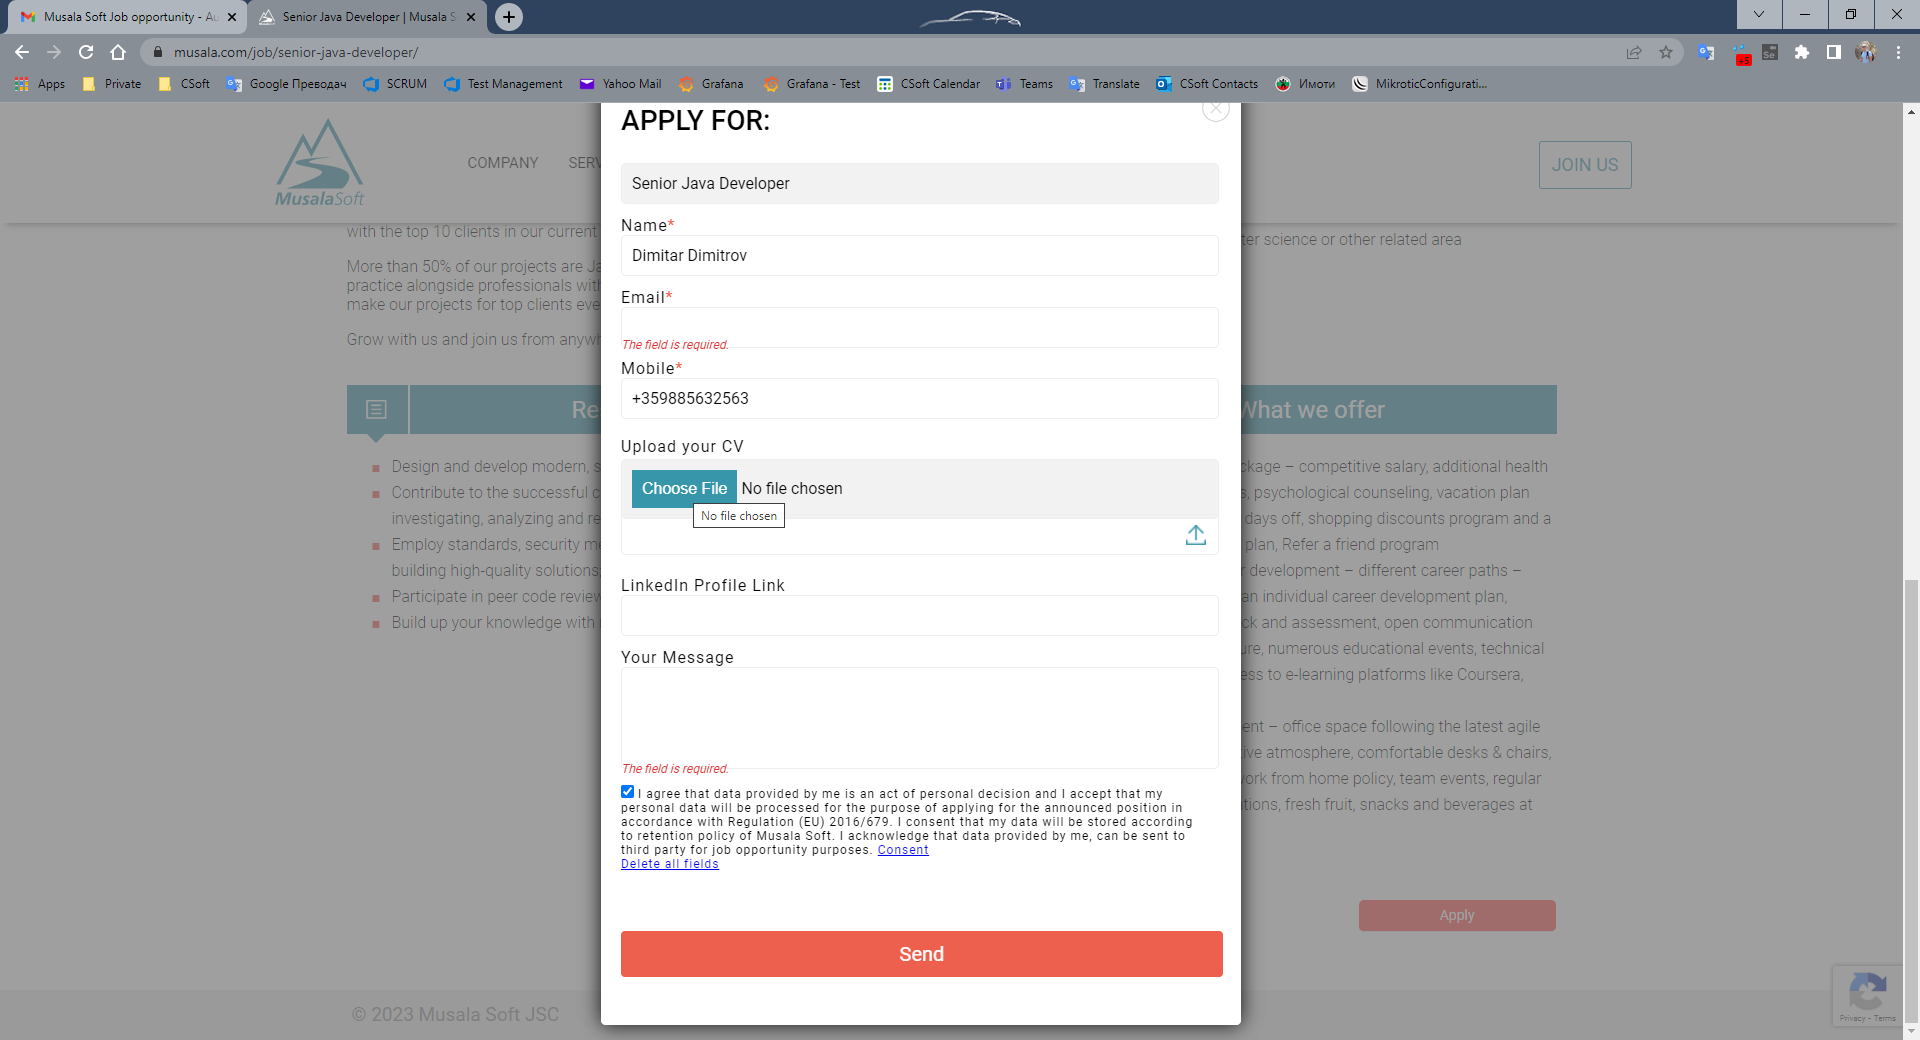 Musala Soft Job opportunity - Au
Senior Java Developer | Musala S
musala.com/job/senior-java-developer/
Apps
Private
CSoft
Google Преводач
SCRUM
Test Management
Yahoo Mail
Grafana
Grafana - Test
CSoft Calendar
Teams
Translate
CSoft Contacts
Имоти
MikroticConfigurati...
MusalaSoft
COMPANY
SERV
JOIN US
APPLY FOR:
Senior Java Developer
Name*
Dimitar Dimitrov
Email*
The field is required.
Mobile*
+359885632563
Upload your CV
Choose File No file chosen
No file chosen
LinkedIn Profile Link
Your Message
The field is required.
I agree that data provided by me is an act of personal decision and I accept that my
personal data will be processed for the purpose of applying for the announced position in
accordance with Regulation (EU) 2016/679. I consent that my data will be stored according
to retention policy of Musala Soft. I acknowledge that data provided by me, can be sent to
third party for job opportunity purposes. Consent
Delete all fields
Send
with the top 10 clients in our current
More than 50% of our projects are Ja
practice alongside professionals with
make our projects for top clients eve
Grow with us and join us from anywh
Re
Design and develop modern, s
Contribute to the successful c
investigating, analyzing and re
Employ standards, security me
building high-quality solutions,
Participate in peer code review
Build up your knowledge with
ter science or other related area
What we offer
ckage – competitive salary, additional health
s, psychological counseling, vacation plan
days off, shopping discounts program and a
plan, Refer a friend program
r development – different career paths –
an individual career development plan,
ck and assessment, open communication
ure, numerous educational events, technical
ess to e-learning platforms like Coursera,
ent – office space following the latest agile
ive atmosphere, comfortable desks & chairs,
work from home policy, team events, regular
tions, fresh fruit, snacks and beverages at
Apply
© 2023 Musala Soft JSC
Privacy - Terms